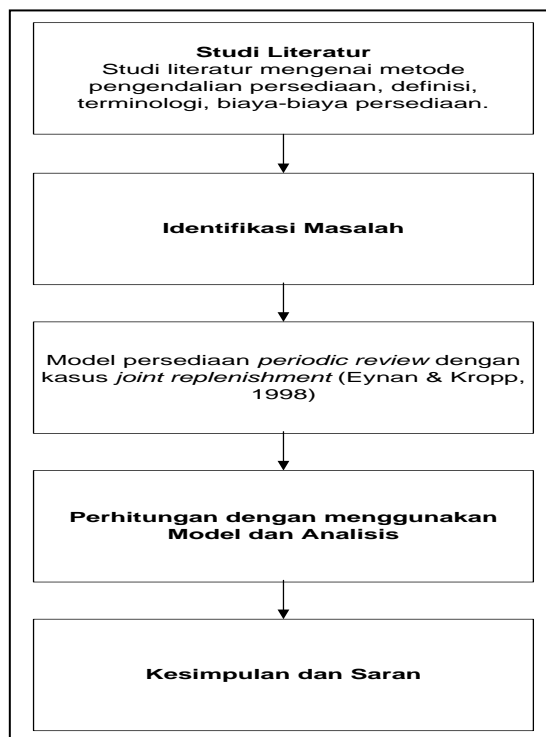 Studi Literatur
Studi literatur mengenai metode
pengendalian persediaan, definisi,
terminologi, biaya-biaya persediaan.
Identifikasi Masalah
Model persediaan periodic review dengan
kasus joint replenishment (Eynan & Kropp,
1998)
Perhitungan dengan menggunakan
Model dan Analisis
Kesimpulan dan Saran